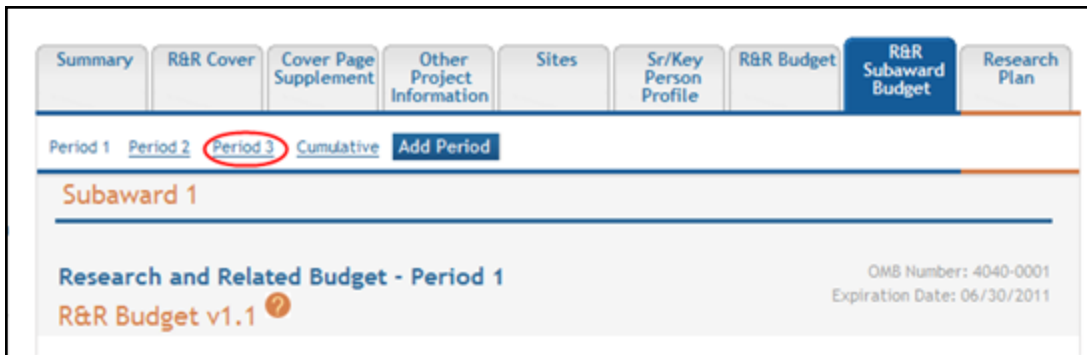 Summary
R&R Cover
Cover Page
Supplement
Other
Project
Information
Sites
Sr/Key
Person
Profile
R&R Budget
R&R
Subaward
Budget
Research
Plan
Period 1 Period 2 Period 3 Cumulative Add Period
Subaward 1
Research and Related Budget - Period 1
OMB Number: 4040-0001
R&R Budget v1.1 ?
Expiration Date: 06/30/2011